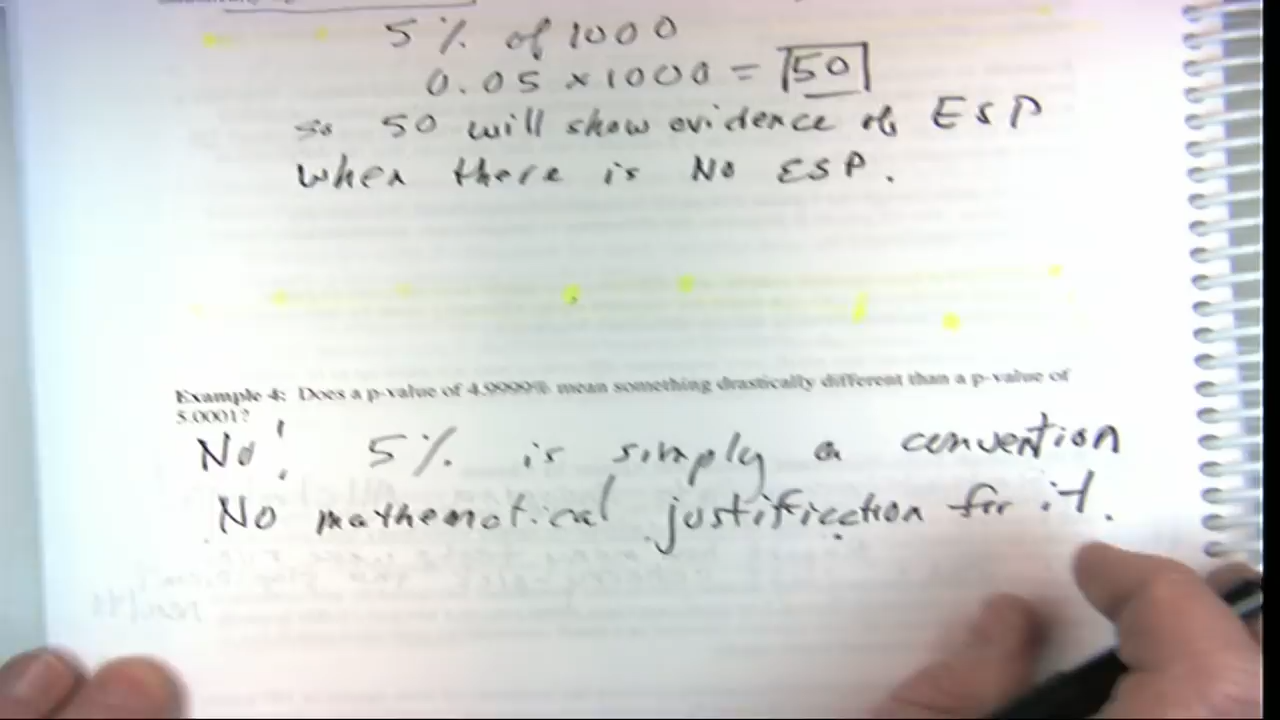 5% of 1000
0.05 × 1000 = 50
so 50 will show evidence of ESP
when there is No ESP.
Example 4: Does a p-value of 4.9999% mean something drastically different than a p-value of
5.0001?
No! 5% is simply a convention
No mathematical justification for it.